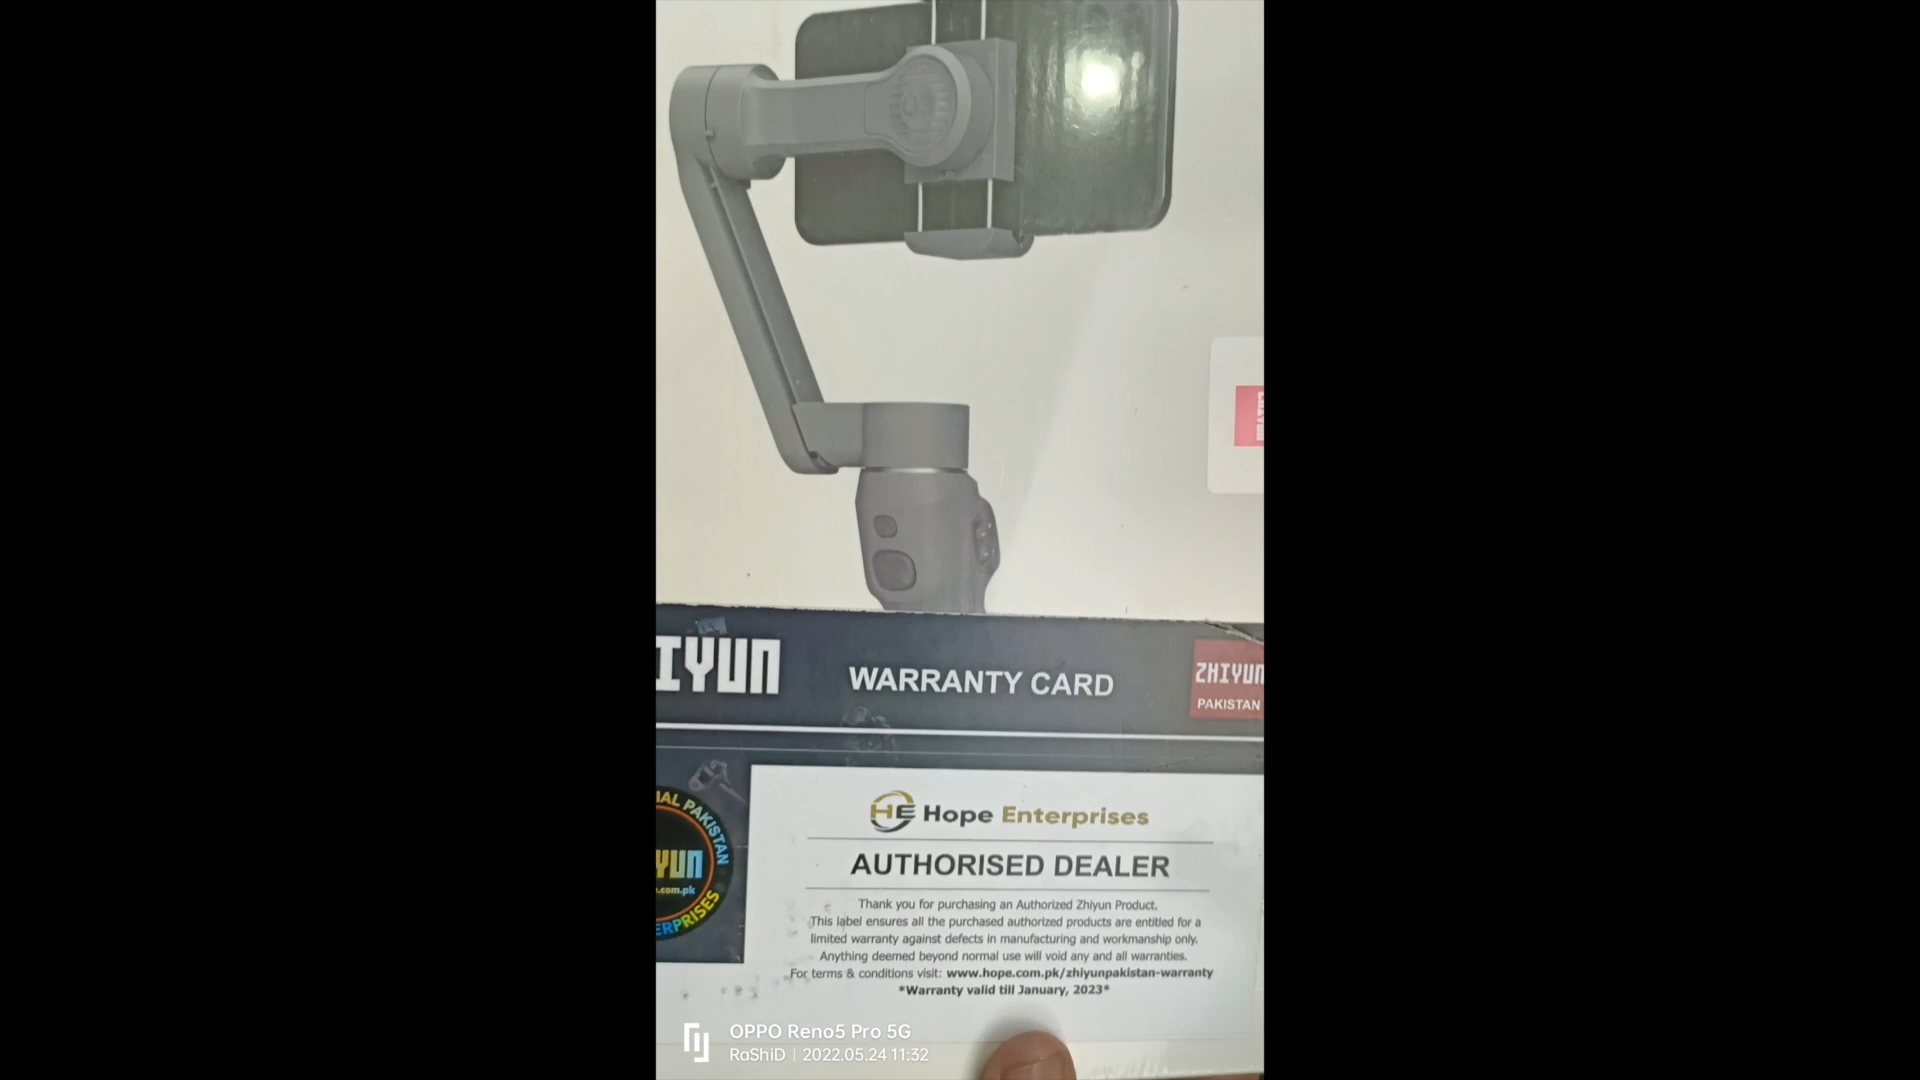 IYUN
WARRANTY CARD
ZHIYUN
PAKISTAN
IAL PAKISTAN
YUN
.com.pk
ERPRISES
HE Hope Enterprises
AUTHORISED DEALER
Thank you for purchasing an Authorized Zhiyun Product.
This label ensures all the purchased authorized products are entitled for a
limited warranty against defects in manufacturing and workmanship only.
Anything deemed beyond normal use will void any and all warranties.
For terms & conditions visit: www.hope.com.pk/zhiyunpakistan-warranty
*Warranty valid till January, 2023*
OPPO Reno5 Pro 5G
RaShiD | 2022.05.24 11:32